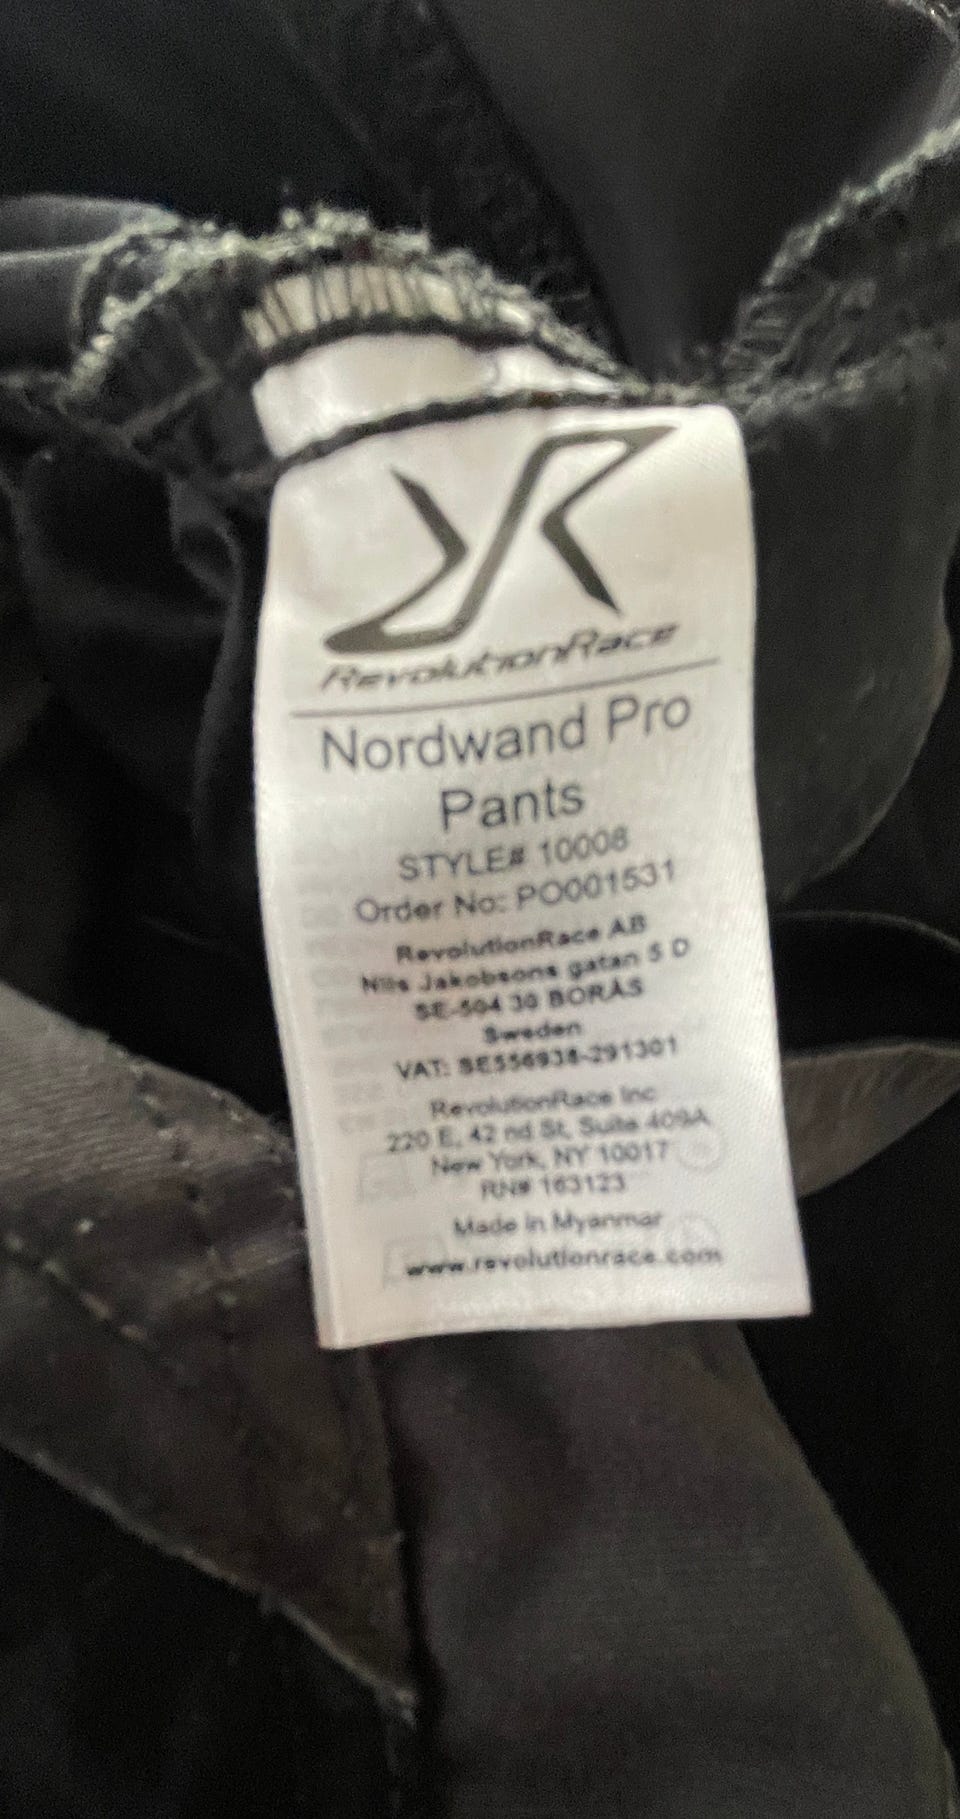 RevolutionRace
Nordwand Pro
Pants
STYLE# 10008
Order No: PO001531
RevolutionRace AB
Nils Jakobsons gatan 5 D
SE-504 30 BORÅS
Sweden
VAT: SE556938-291301
RevolutionRace Inc
220 E, 42 nd St, Suite 409A
New York, NY 10017
RN# 163123
Made in Myanmar
www.revolutionrace.com